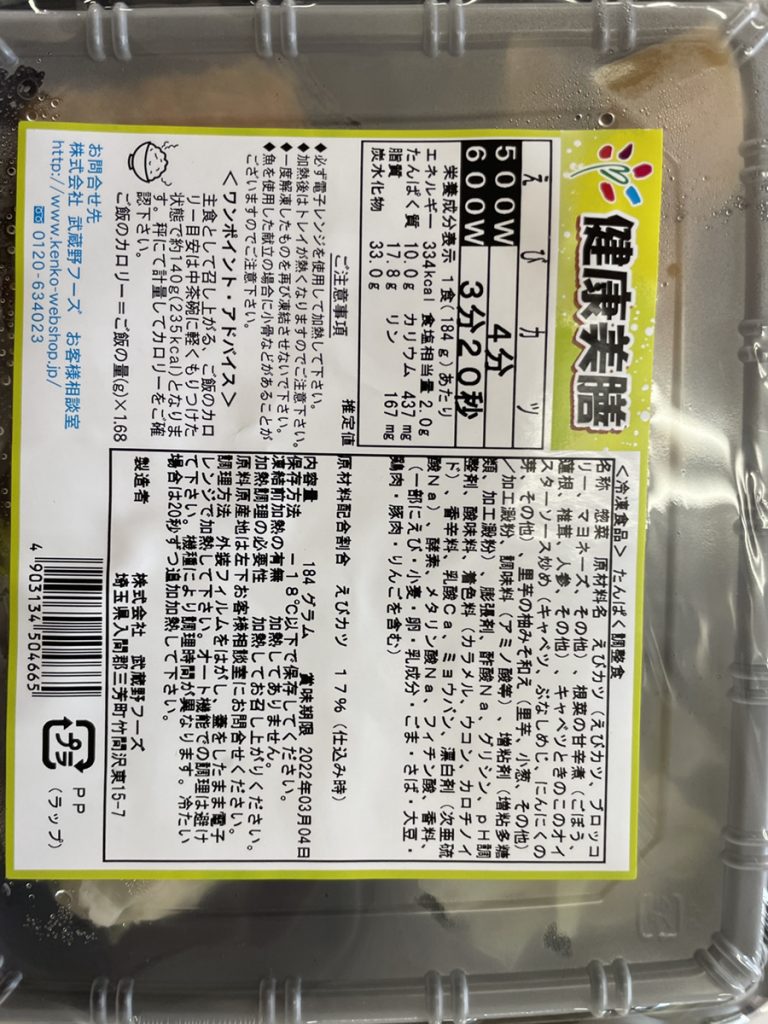 健康美膳
えびカツ
500W 4分
600W 3分20秒
栄養成分表示 1食(184g)あたり
エネルギー 334kcal 食塩相当量 2.0g
たんぱく質 10.0g カリウム 437mg
脂質 17.8g リン 167mg
炭水化物 33.0g
推定値
ご注意事項
◆必ず電子レンジを使用して加熱して下さい。
◆加熱後はトレイが熱くなりますのでご注意下さい。
◆一度解凍したものを再び凍結させないで下さい。
◆魚を使用した献立の場合に小骨などがあることが
ございますのでご注意下さい。
<ワンポイント・アドバイス>
主食として召し上がる、ご飯のカロ
リー目安は中茶碗に軽くもりつけた
状態で約140g(235kcal)となりま
す。秤にて計量してカロリーをご確
認下さい。
ご飯のカロリー=ご飯の量(g)×1.68
お問合せ先
株式会社 武蔵野フーズ お客様相談室
http://www.kenko-webshop.jp/
0120-634023
<冷凍食品> たんぱく調整食
名称 惣菜 原材料名 えびカツ(えびカツ、ブロッコ
リー、マヨネーズ、その他)、根菜の甘辛煮(ごぼう、
蓮根、椎茸、人参、その他)、キャベツときのこのオイ
スターソース炒め(キャベツ、ぶなしめじ、にんにくの
芽、その他)、里芋の柚みそ和え(里芋、小葱、その他)
/加工澱粉、調味料(アミノ酸等)、増粘剤(増粘多糖
類、加工澱粉)、膨張剤、酢酸Na、グリシン、pH調
整剤、酸味料、着色料(カラメル、ウコン、カロチノイ
ド)、香辛料、乳酸Ca、ミョウバン、漂白剤(次亜硫
酸Na)、酵素、メタリン酸Na、フィチン酸、香料、
(一部にえび・小麦・卵・乳成分・ごま・さば・大豆・
鶏肉・豚肉・りんごを含む)
原材料配合割合 えびカツ 17%(仕込み時)
内容量 184グラム 賞味期限 2022年03月04日
保存方法 -18℃以下で保存してください。
凍結前加熱の有無 加熱してありません。
加熱調理の必要性 加熱してお召し上がりください。
原料原産地は左下お客様相談室にお問合せください。
調理方法 外装フィルムをはがし、蓋をしたまま電子
レンジで加熱して下さい。オート機能での調理は避け
て下さい。機種により調理時間が異なります。冷たい
場合は20秒ずつ追加加熱して下さい。
製造者 株式会社 武蔵野フーズ
埼玉県入間郡三芳町竹間沢東15-7
4903134504665
プラ
PP
(ラップ)